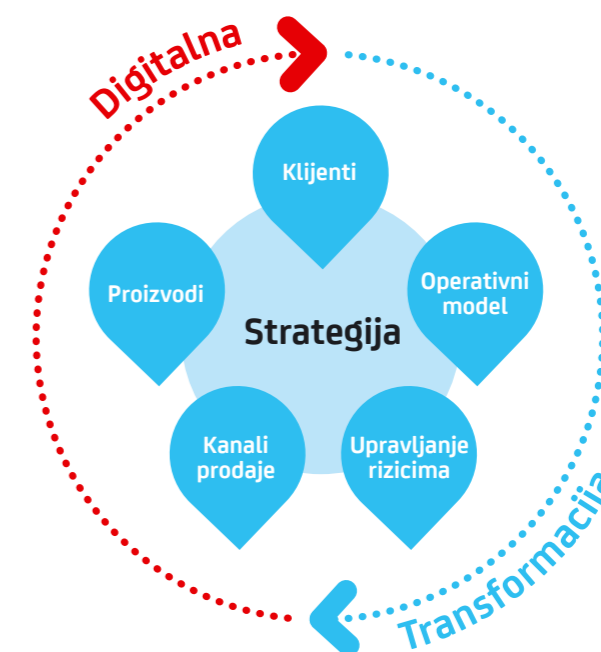 Digitalna
Klijenti
Proizvodi
Operativni
model
Strategija
Kanali
prodaje
Upravljanje
rizicima
Transformacija